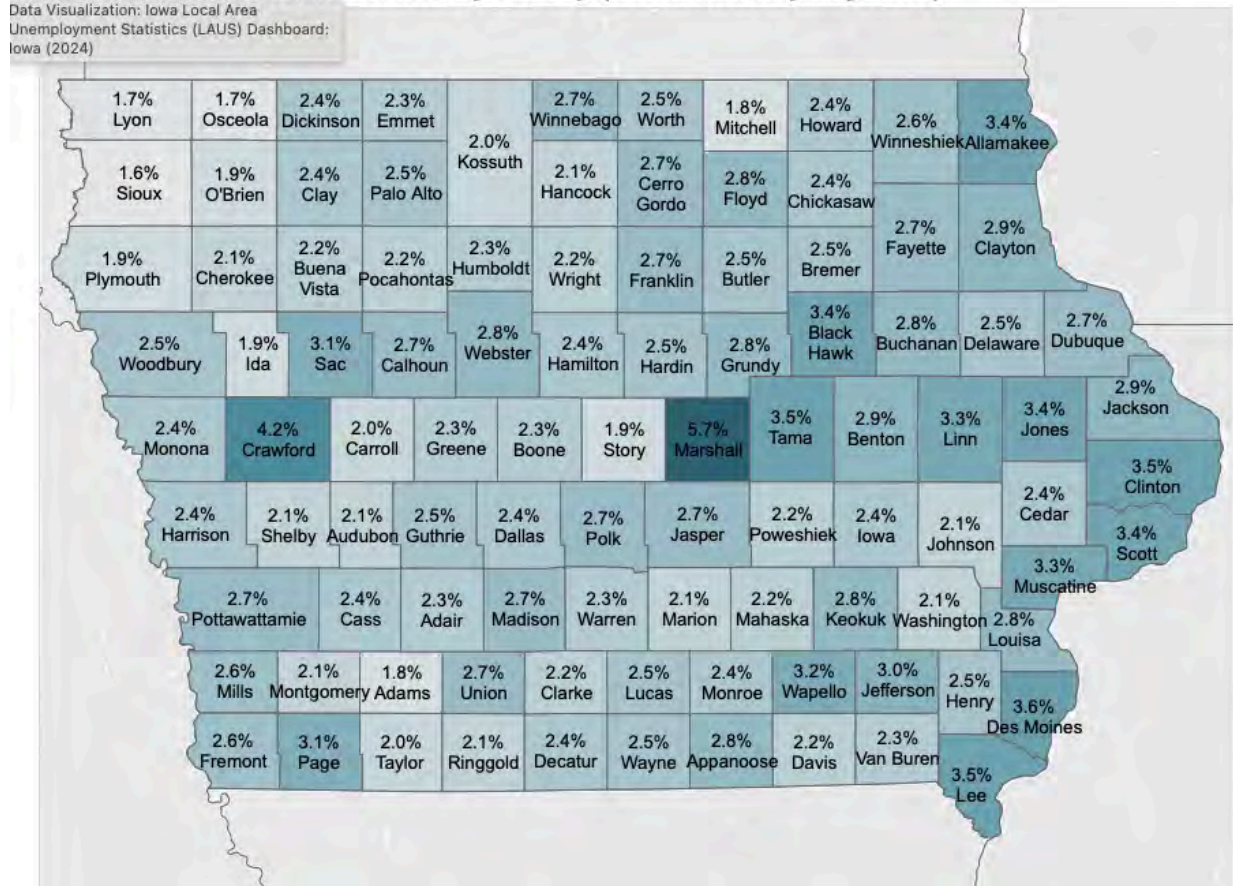 Data Visualization: Iowa Local Area
Unemployment Statistics (LAUS) Dashboard:
Iowa (2024)
1.7%
Lyon
1.7%
Osceola
2.4%
Dickinson
2.3%
Emmet
2.0%
Kossuth
2.7%
Winnebago
2.5%
Worth
1.8%
Mitchell
2.4%
Howard
2.6%
Winneshiek
3.4%
Allamakee
1.6%
Sioux
1.9%
O'Brien
2.4%
Clay
2.5%
Palo Alto
2.1%
Hancock
2.7%
Cerro
Gordo
2.8%
Floyd
2.4%
Chickasaw
2.7%
Fayette
2.9%
Clayton
1.9%
Plymouth
2.1%
Cherokee
2.2%
Buena
Vista
2.2%
Pocahontas
2.3%
Humboldt
2.2%
Wright
2.7%
Franklin
2.5%
Butler
2.5%
Bremer
2.5%
Woodbury
1.9%
Ida
3.1%
Sac
2.7%
Calhoun
2.8%
Webster
2.4%
Hamilton
2.5%
Hardin
2.8%
Grundy
3.4%
Black
Hawk
2.8%
Buchanan
2.5%
Delaware
2.7%
Dubuque
2.4%
Monona
4.2%
Crawford
2.0%
Carroll
2.3%
Greene
2.3%
Boone
1.9%
Story
5.7%
Marshall
3.5%
Tama
2.9%
Benton
3.3%
Linn
3.4%
Jones
2.9%
Jackson
3.5%
Clinton
2.4%
Harrison
2.1%
Shelby
2.1%
Audubon
2.5%
Guthrie
2.4%
Dallas
2.7%
Polk
2.7%
Jasper
2.2%
Poweshiek
2.4%
Iowa
2.1%
Johnson
2.4%
Cedar
3.4%
Scott
3.3%
Muscatine
2.7%
Pottawattamie
2.4%
Cass
2.3%
Adair
2.7%
Madison
2.3%
Warren
2.1%
Marion
2.2%
Mahaska
2.8%
Keokuk
2.1%
Washington
2.8%
Louisa
2.6%
Mills
2.1%
Montgomery
1.8%
Adams
2.7%
Union
2.2%
Clarke
2.5%
Lucas
2.4%
Monroe
3.2%
Wapello
3.0%
Jefferson
2.5%
Henry
3.6%
Des Moines
2.6%
Fremont
3.1%
Page
2.0%
Taylor
2.1%
Ringgold
2.4%
Decatur
2.5%
Wayne
2.8%
Appanoose
2.2%
Davis
2.3%
Van Buren
3.5%
Lee